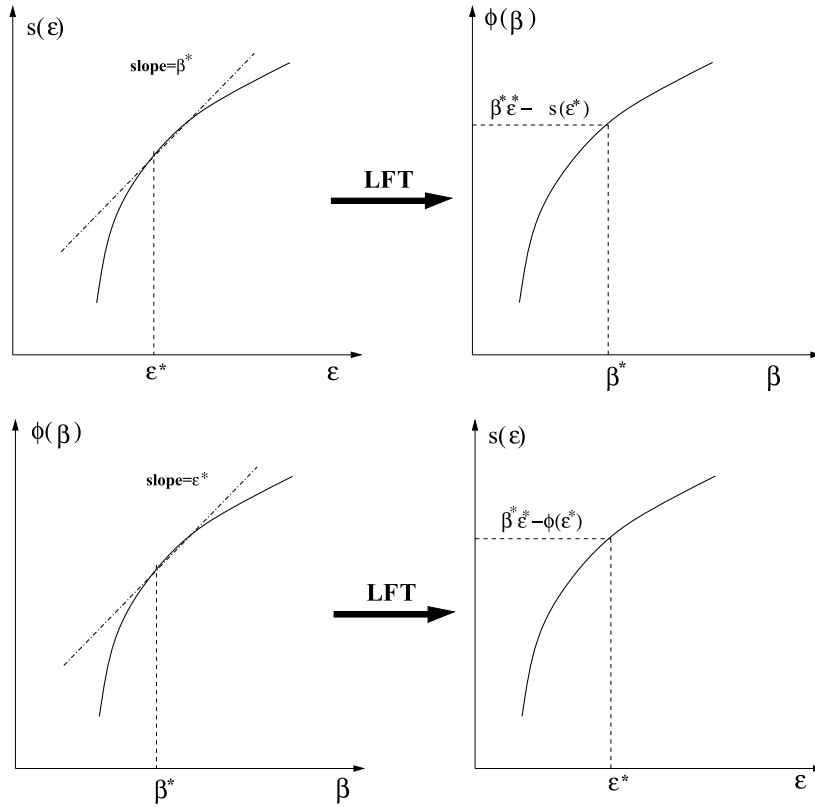 s(ε)
slope=β*
ε*
ε
LFT
ϕ(β)
β*ε* − s(ε*)
β*
β
ϕ(β)
slope=ε*
β*
β
LFT
s(ε)
β*ε* −ϕ(ε*)
ε*
ε